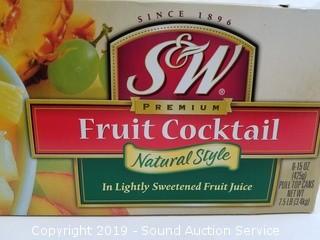 SINCE 1896
S&W®
PREMIUM
Fruit Cocktail
Natural Style
In Lightly Sweetened Fruit Juice
8-15 OZ
(425g)
PULL TOP CANS
NET WT
7.5 LB (3.4kg)
Copyright 2019 - Sound Auction Service